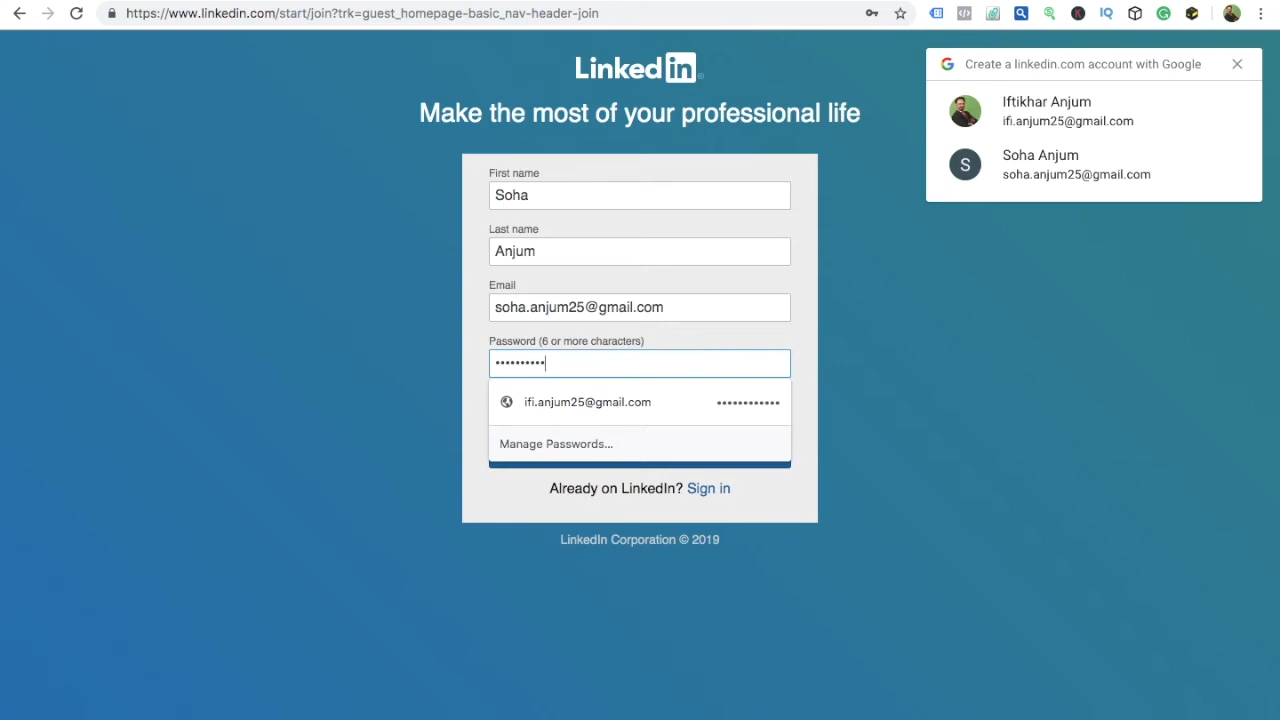 https://www.linkedin.com/start/join?trk=guest_homepage-basic_nav-header-join
IQ
Linked in
Make the most of your professional life
G Create a linkedin.com account with Google
Iftikhar Anjum
ifi.anjum25@gmail.com
S
Soha Anjum
soha.anjum25@gmail.com
First name
Soha
Last name
Anjum
Email
soha.anjum25@gmail.com
Password (6 or more characters)
••••••••••
ifi.anjum25@gmail.com ••••••••••••
Manage Passwords...
Already on LinkedIn? Sign in
LinkedIn Corporation © 2019